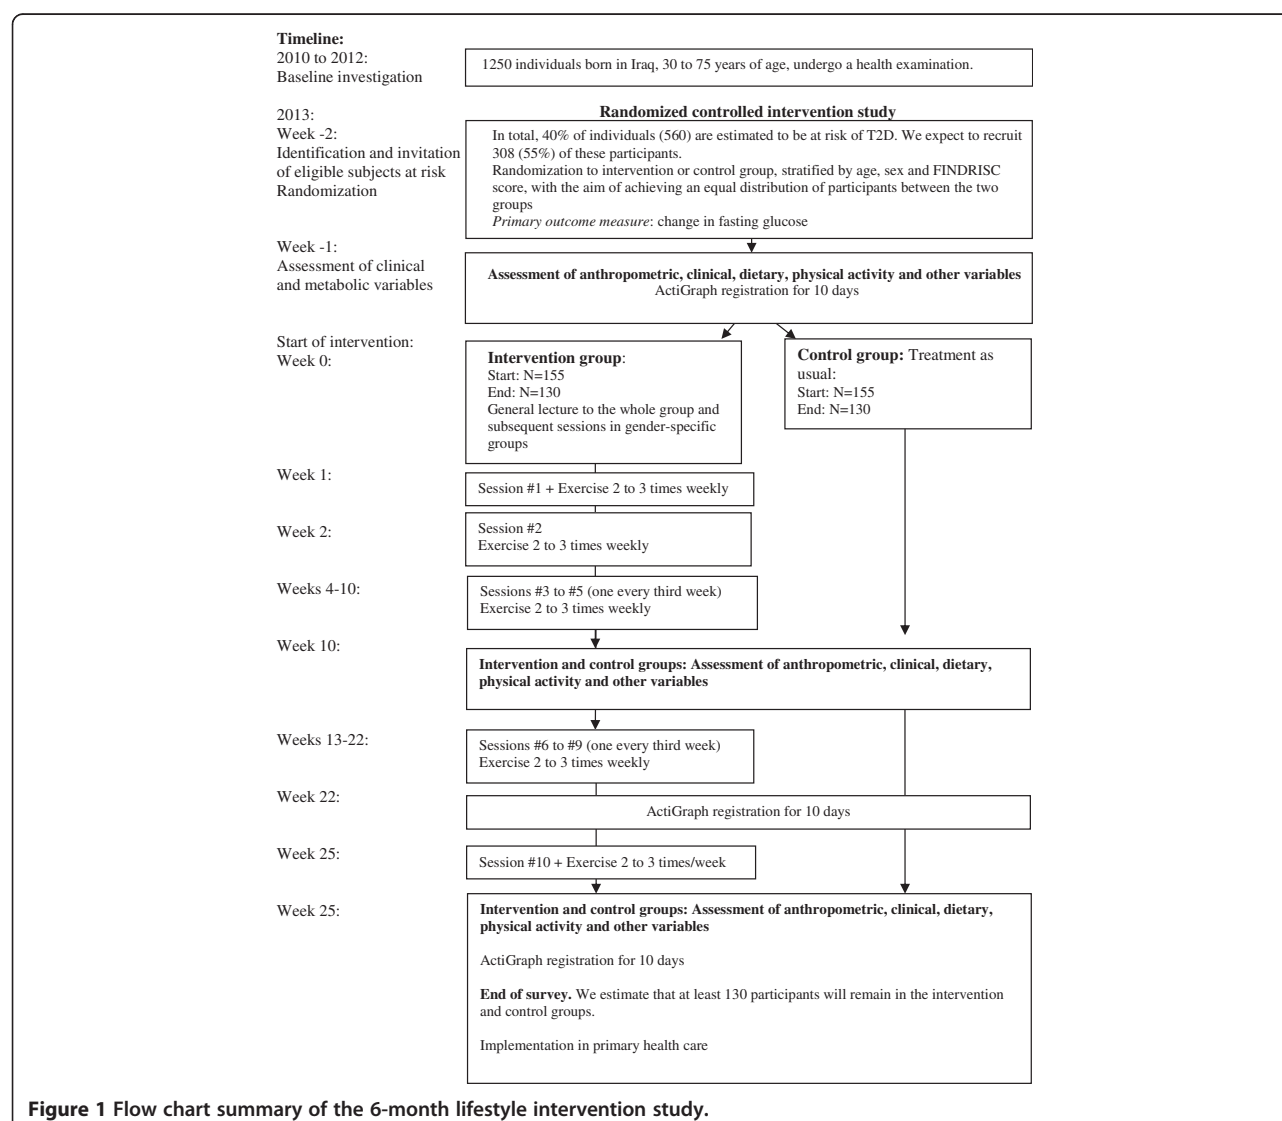 Timeline:
2010 to 2012:
Baseline investigation
1250 individuals born in Iraq, 30 to 75 years of age, undergo a health examination.
2013:
Week -2:
Identification and invitation
of eligible subjects at risk
Randomization
Randomized controlled intervention study
In total, 40% of individuals (560) are estimated to be at risk of T2D. We expect to recruit
308 (55%) of these participants.
Randomization to intervention or control group, stratified by age, sex and FINDRISC
score, with the aim of achieving an equal distribution of participants between the two
groups
Primary outcome measure: change in fasting glucose
Week -1:
Assessment of clinical
and metabolic variables
Assessment of anthropometric, clinical, dietary, physical activity and other variables
ActiGraph registration for 10 days
Start of intervention:
Week 0:
Intervention group:
Start: N=155
End: N=130
General lecture to the whole group and
subsequent sessions in gender-specific
groups
Control group: Treatment as
usual:
Start: N=155
End: N=130
Week 1:
Session #1 + Exercise 2 to 3 times weekly
Week 2:
Session #2
Exercise 2 to 3 times weekly
Weeks 4-10:
Sessions #3 to #5 (one every third week)
Exercise 2 to 3 times weekly
Week 10:
Intervention and control groups: Assessment of anthropometric, clinical, dietary,
physical activity and other variables
Weeks 13-22:
Sessions #6 to #9 (one every third week)
Exercise 2 to 3 times weekly
Week 22:
ActiGraph registration for 10 days
Week 25:
Session #10 + Exercise 2 to 3 times/week
Week 25:
Intervention and control groups: Assessment of anthropometric, clinical, dietary,
physical activity and other variables
ActiGraph registration for 10 days
End of survey. We estimate that at least 130 participants will remain in the intervention
and control groups.
Implementation in primary health care
Figure 1 Flow chart summary of the 6-month lifestyle intervention study.